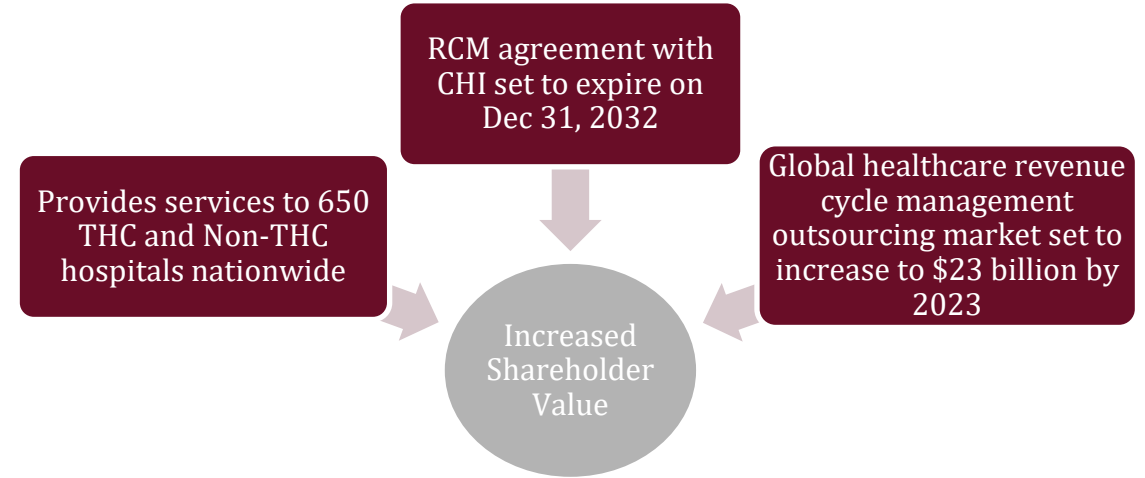 RCM agreement with
CHI set to expire on
Dec 31, 2032
Provides services to 650
THC and Non-THC
hospitals nationwide
Global healthcare revenue
cycle management
outsourcing market set to
increase to $23 billion by
2023
Increased
Shareholder
Value